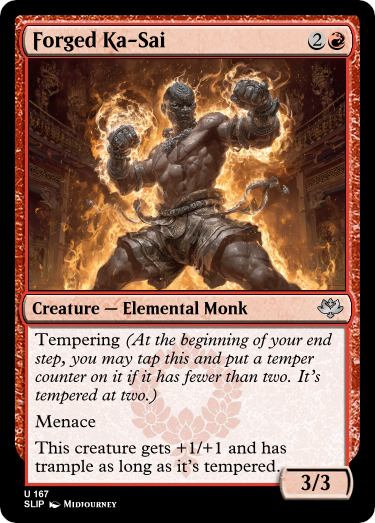 Forged Ka-Sai 2
Creature — Elemental Monk
Tempering (At the beginning of your end
step, you may tap this and put a temper
counter on it if it has fewer than two. It's
tempered at two.)
Menace
This creature gets +1/+1 and has
trample as long as it's tempered.
3/3
U 167
SLIP Midjourney